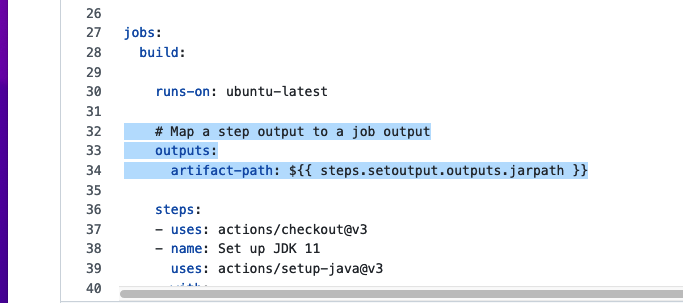 26
27 jobs:
28   build:
29
30     runs-on: ubuntu-latest
31
32     # Map a step output to a job output
33     outputs:
34       artifact-path: ${{ steps.setoutput.outputs.jarpath }}
35
36     steps:
37     - uses: actions/checkout@v3
38     - name: Set up JDK 11
39       uses: actions/setup-java@v3
40